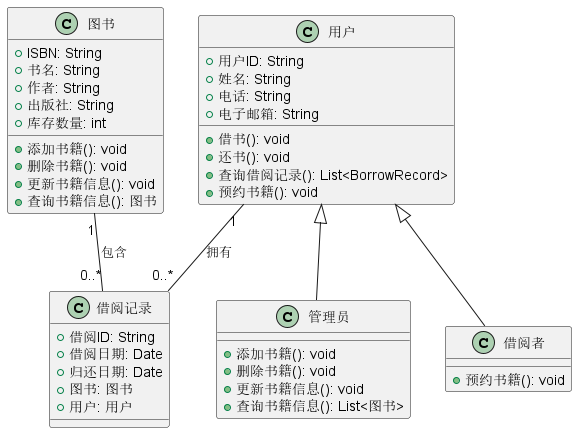 C 图书
ISBN: String
书名: String
作者: String
出版社: String
库存数量: int
添加书籍(): void
删除书籍(): void
更新书籍信息(): void
查询书籍信息(): 图书
C 用户
用户ID: String
姓名: String
电话: String
电子邮箱: String
借书(): void
还书(): void
查询借阅记录(): List<BorrowRecord>
预约书籍(): void
1
包含
0..*
1
拥有
0..*
C 借阅记录
借阅ID: String
借阅日期: Date
归还日期: Date
图书: 图书
用户: 用户
C 管理员
添加书籍(): void
删除书籍(): void
更新书籍信息(): void
查询书籍信息(): List<图书>
C 借阅者
预约书籍(): void